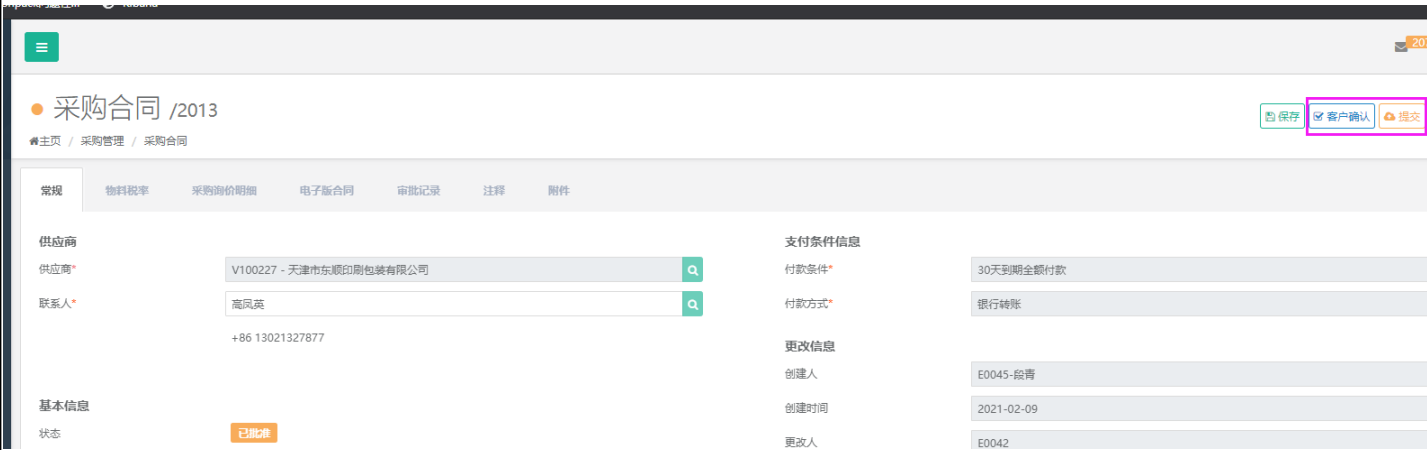 201
采购合同 /2013
保存 客户确认 提交
主页 / 采购管理 / 采购合同
常规 物料税率 采购询价明细 电子版合同 审批记录 注释 附件
供应商 支付条件信息
供应商* V100227 - 天津市东顺印刷包装有限公司 付款条件* 30天到期全额付款
联系人* 高凤英 付款方式* 银行转账
+86 13021327877
更改信息
创建人 E0045-段青
基本信息 创建时间 2021-02-09
状态 已批准 更改人 E0042